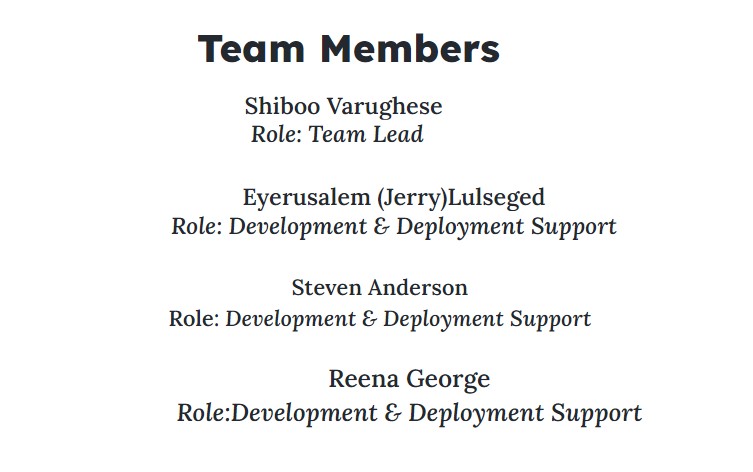 Team Members
Shiboo Varughese
Role: Team Lead
Eyerusalem (Jerry)Lulseged
Role: Development & Deployment Support
Steven Anderson
Role: Development & Deployment Support
Reena George
Role:Development & Deployment Support